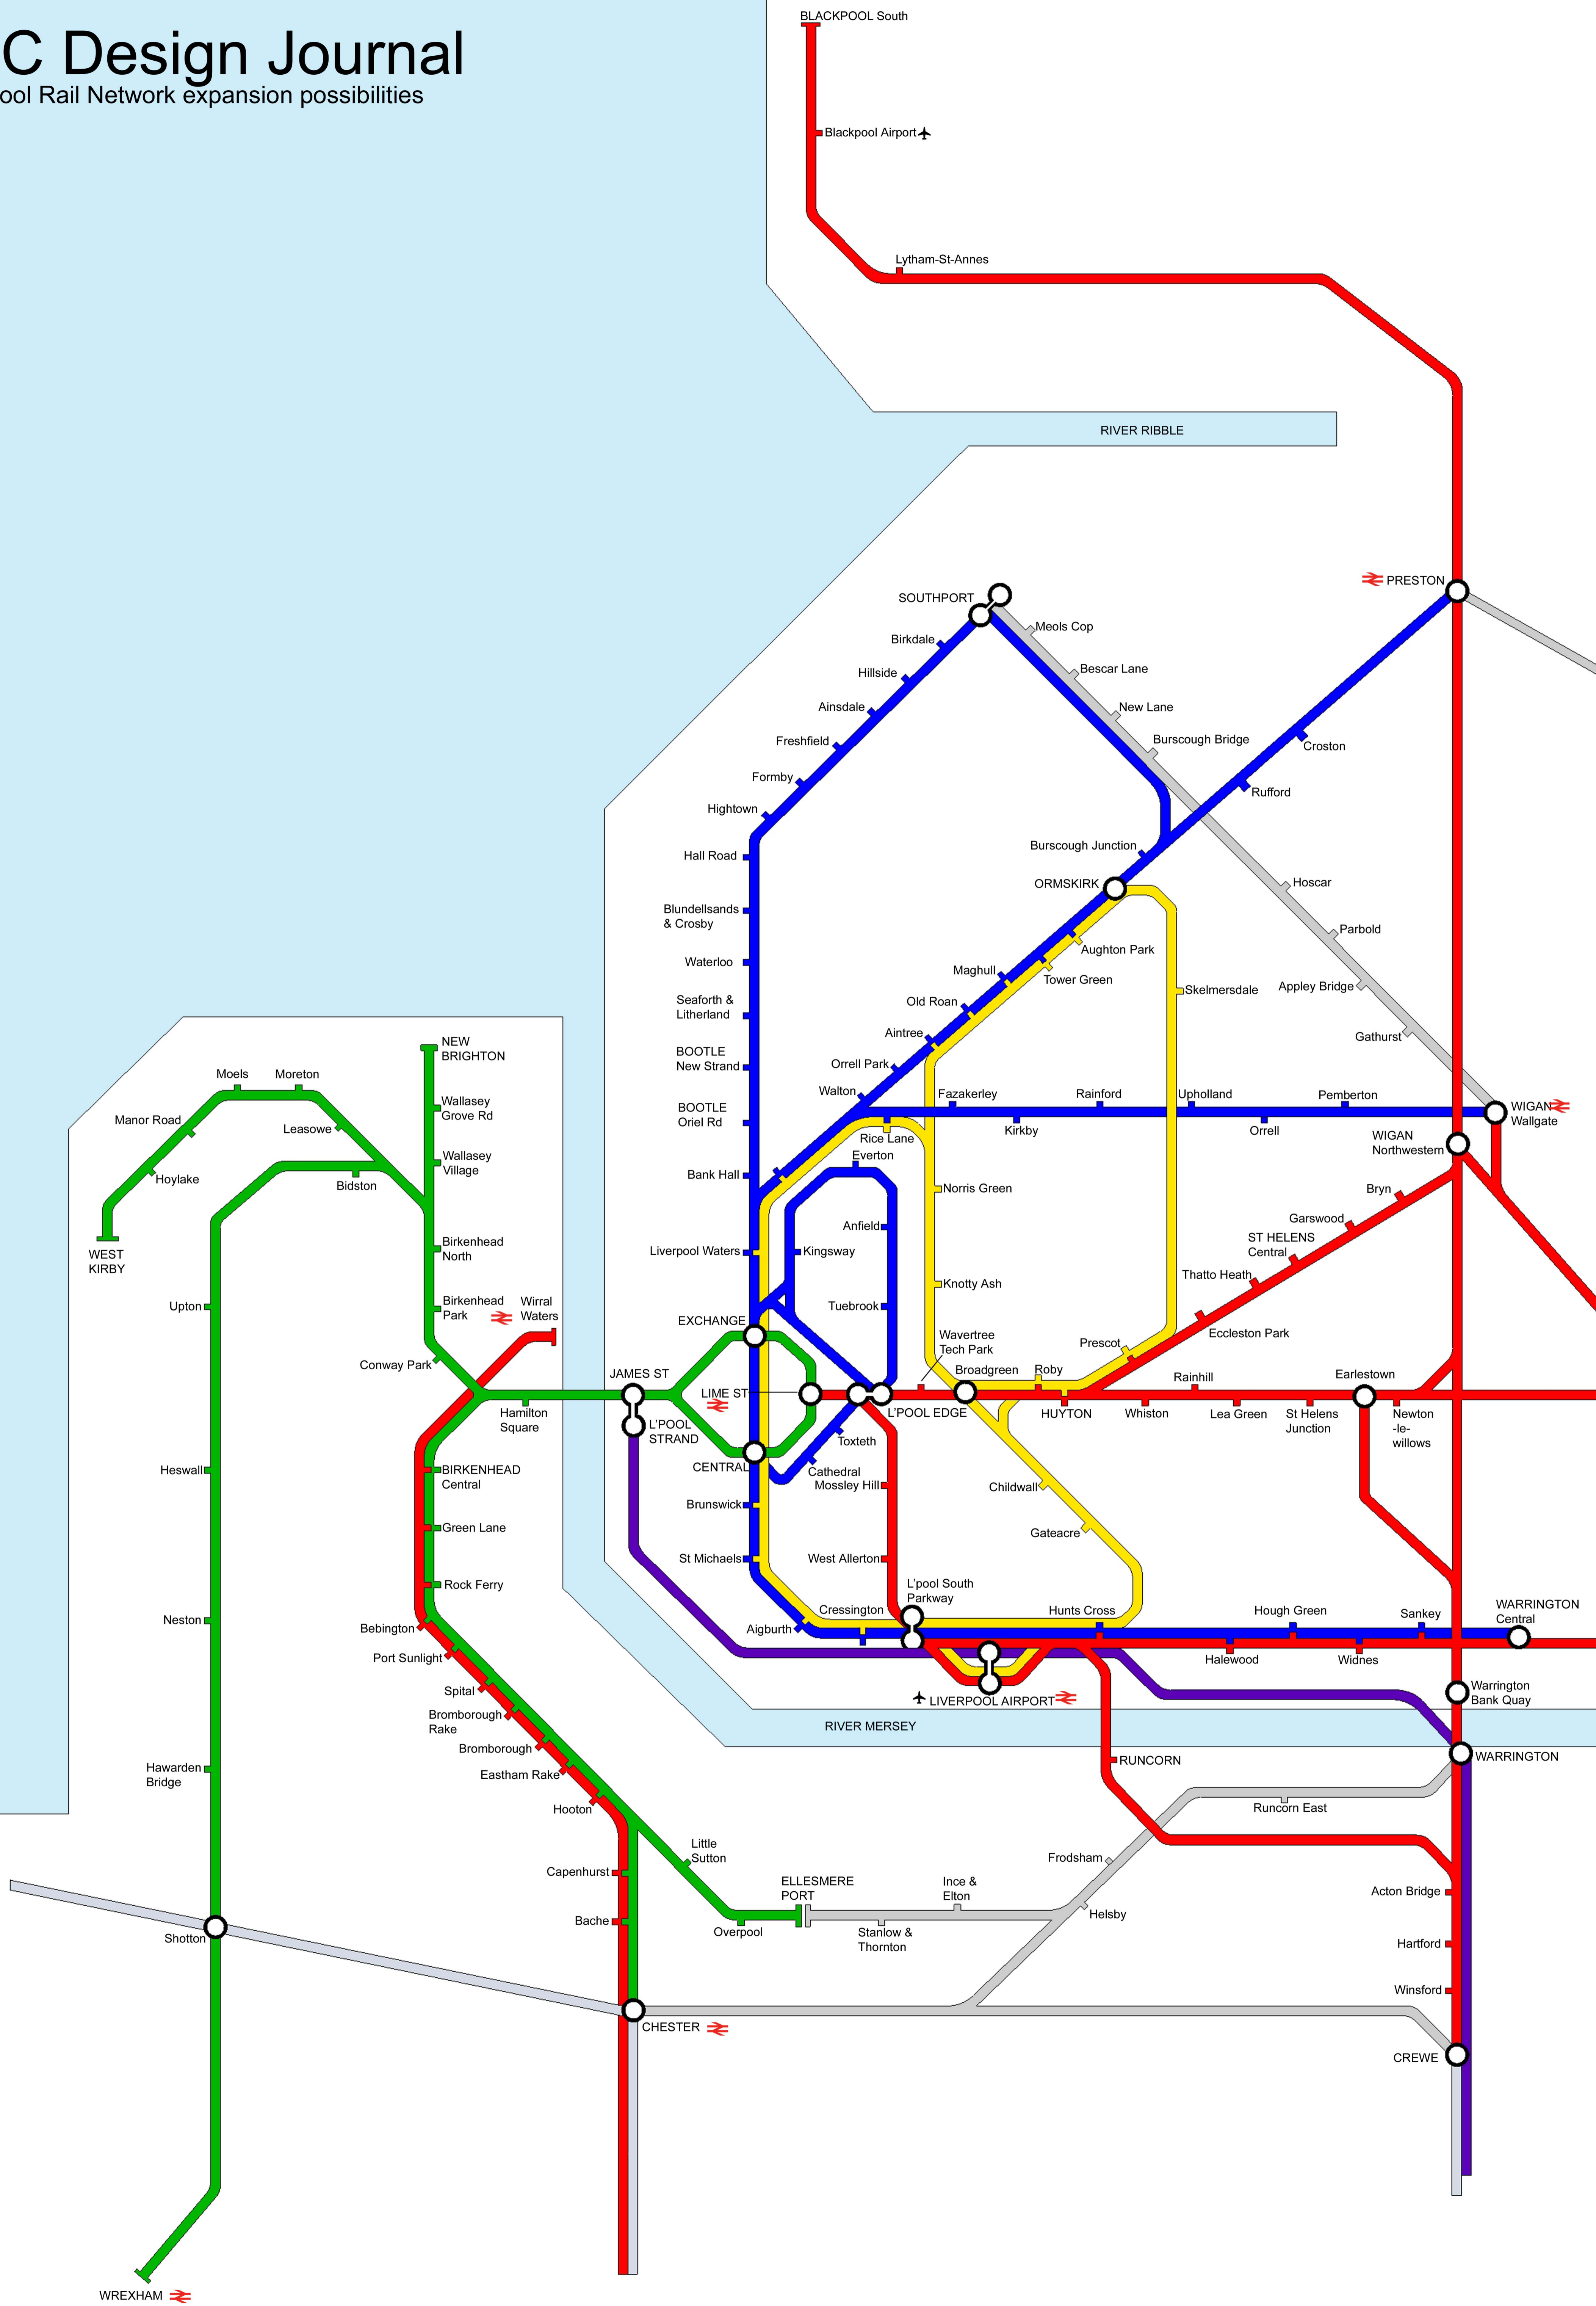 C Design Journal
ool Rail Network expansion possibilities
BLACKPOOL South
Blackpool Airport
Lytham-St-Annes
RIVER RIBBLE
PRESTON
SOUTHPORT
Meols Cop
Birkdale
Bescar Lane
Hillside
New Lane
Ainsdale
Burscough Bridge
Freshfield
Croston
Formby
Rufford
Hightown
Burscough Junction
Hall Road
ORMSKIRK
Hoscar
Blundellsands
& Crosby
Parbold
Aughton Park
Waterloo
Maghull
Tower Green
Skelmersdale
Appley Bridge
Seaforth &
Litherland
Old Roan
Gathurst
Aintree
NEW
BRIGHTON
BOOTLE
New Strand
Orrell Park
Moels
Moreton
Walton
Fazakerley
Rainford
Upholland
Pemberton
Wallasey
Grove Rd
BOOTLE
Oriel Rd
WIGAN
Wallgate
Manor Road
Leasowe
Rice Lane
Kirkby
Orrell
WIGAN
Northwestern
Everton
Wallasey
Village
Bank Hall
Hoylake
Bidston
Norris Green
Bryn
Anfield
Garswood
Birkenhead
North
Liverpool Waters
Kingsway
ST HELENS
Central
WEST
KIRBY
Thatto Heath
Knotty Ash
Upton
Birkenhead
Park
Wirral
Waters
Tuebrook
EXCHANGE
Eccleston Park
Wavertree
Tech Park
Prescot
Conway Park
JAMES ST
Broadgreen
Roby
Rainhill
Earlestown
LIME ST
Hamilton
Square
L'POOL
STRAND
L'POOL EDGE
HUYTON
Whiston
Lea Green
St Helens
Junction
Newton
-le-
willows
Toxteth
CENTRAL
Cathedral
Heswall
BIRKENHEAD
Central
Mossley Hill
Childwall
Brunswick
Green Lane
Gateacre
St Michaels
West Allerton
Rock Ferry
L'pool South
Parkway
Neston
Cressington
Hunts Cross
Hough Green
Sankey
WARRINGTON
Central
Bebington
Aigburth
Port Sunlight
Halewood
Widnes
Spital
LIVERPOOL AIRPORT
Warrington
Bank Quay
Bromborough
Rake
RIVER MERSEY
Bromborough
WARRINGTON
RUNCORN
Hawarden
Bridge
Eastham Rake
Hooton
Runcorn East
Little
Sutton
Frodsham
Capenhurst
ELLESMERE
PORT
Ince &
Elton
Acton Bridge
Helsby
Bache
Overpool
Stanlow &
Thornton
Shotton
Hartford
Winsford
CHESTER
CREWE
WREXHAM